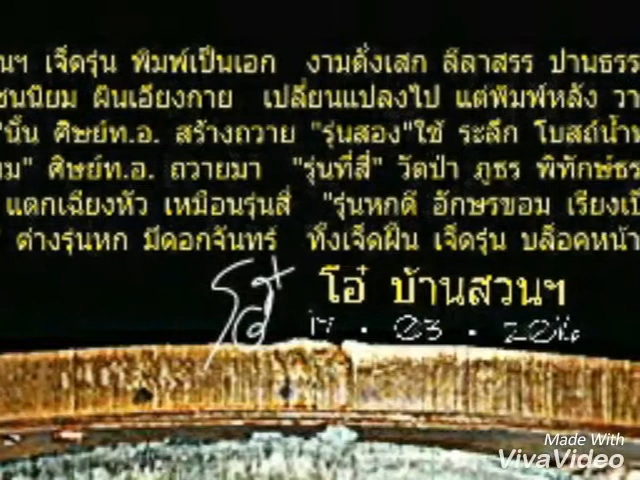 นฯ เจ็ดรุ่น พิมพ์เป็นเอก งามดั่งเสก ลีลาสรร ปานธรร
ชนนิยม ผินเอียงกาย เปลี่ยนแปลงไป แต่พิมพ์หลัง วา
นั้น ศิษย์ท.อ. สร้างถวาย "รุ่นสอง"ใช้ ระลึก โบสถ์น้ำ
ยม" ศิษย์ท.อ. ถวายมา "รุ่นที่สี่" วัดป่า ภูธร พิทักษ์ธร
แตกเฉียงหัว เหมือนรุ่นสี่ "รุ่นหกดี อักษรขอม เรียงเป็
ต่างรุ่นหก มีดอกจันทร์ ทั้งเจ็ดฝืน เจ็ดรุ่น บล็อคหน้า
โอ๋ บ้านสวนฯ
17 . 03 . 2016
Made With
VivaVideo